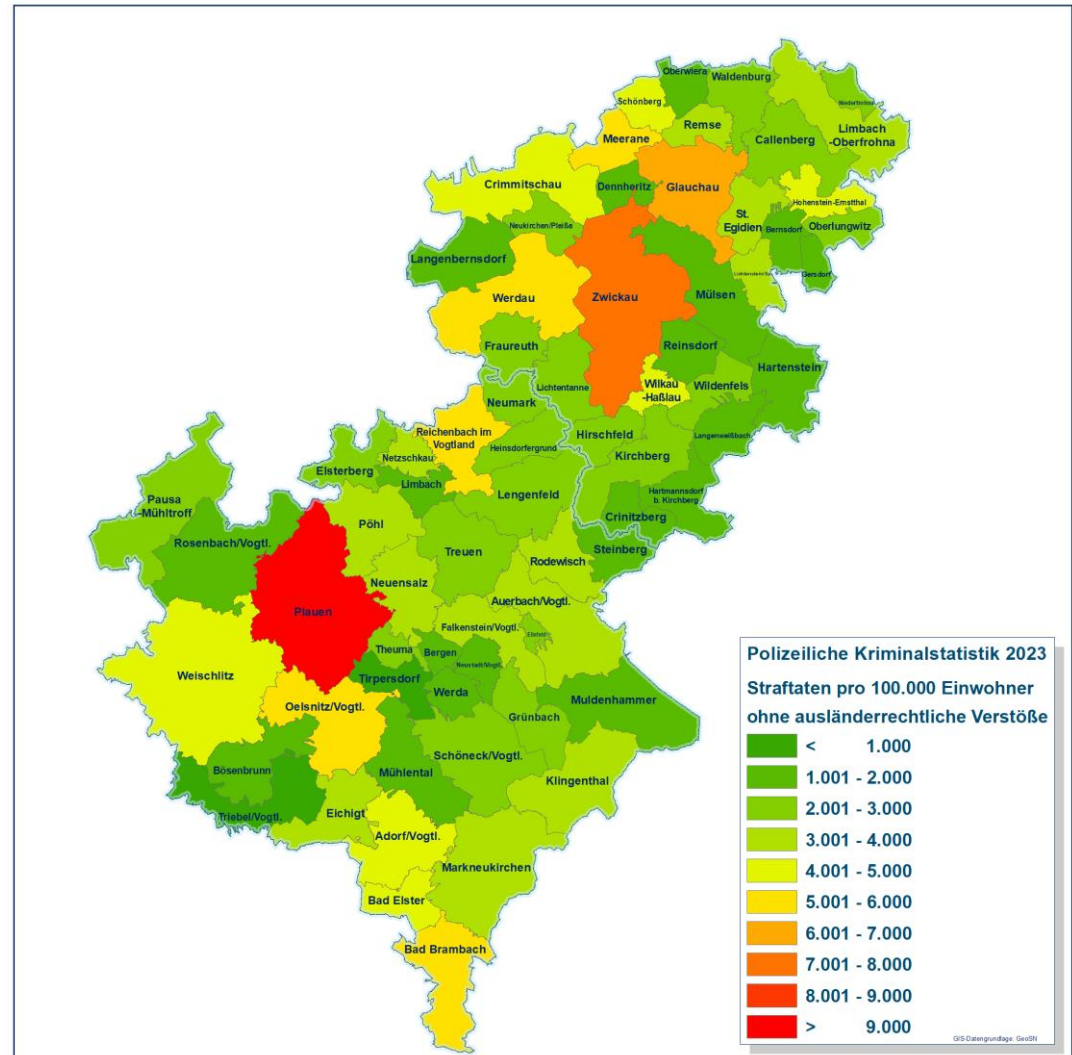 Oberwiera
Waldenburg
Schönberg
Niederfrohna
Remse
Limbach
-Oberfrohna
Meerane
Callenberg
Crimmitschau
Dennheritz
Glauchau
Hohenstein-Ernstthal
St.
Egidien
Neukirchen/Pleiße
Bernsdorf
Oberlungwitz
Langenbernsdorf
Gersdorf
Werdau
Zwickau
Mülsen
Fraureuth
Reinsdorf
Hartenstein
Lichtentanne
Wilkau
-Haßlau
Wildenfels
Neumark
Reichenbach im
Vogtland
Hirschfeld
Langenweißbach
Heinsdorfergrund
Netzschkau
Kirchberg
Elsterberg
Limbach
Lengenfeld
Hartmannsdorf
b. Kirchberg
Pausa
-Mühltroff
Crinitzberg
Pöhl
Rosenbach/Vogtl.
Treuen
Steinberg
Rodewisch
Neuensalz
Auerbach/Vogtl.
Plauen
Falkenstein/Vogtl.
Ellefeld
Theuma
Bergen
Neustadt/Vogtl.
Weischlitz
Tirpersdorf
Werda
Muldenhammer
Oelsnitz/Vogtl.
Grünbach
Schöneck/Vogtl.
Bösenbrunn
Mühlental
Klingenthal
Triebel/Vogtl.
Eichigt
Adorf/Vogtl.
Markneukirchen
Bad Elster
Bad Brambach
Polizeiliche Kriminalstatistik 2023
Straftaten pro 100.000 Einwohner
ohne ausländerrechtliche Verstöße
< 1.000
1.001 - 2.000
2.001 - 3.000
3.001 - 4.000
4.001 - 5.000
5.001 - 6.000
6.001 - 7.000
7.001 - 8.000
8.001 - 9.000
> 9.000
GIS-Datengrundlage: GeoSN